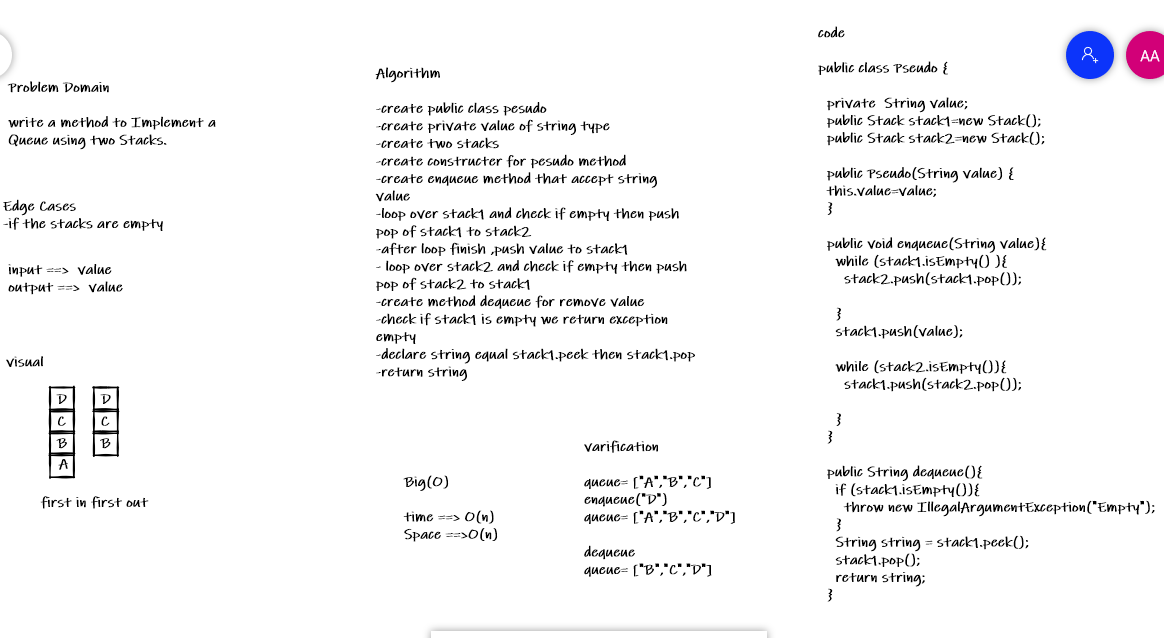 Problem Domain
write a method to Implement a
Queue using two Stacks.
Edge Cases
-if the stacks are empty
input ==> value
output ==> value
visual
D D
C C
B B
A
first in first out
Algorithm
-create public class pesudo
-create private value of string type
-create two stacks
-create constructer for pesudo method
-create enqueue method that accept string
value
-loop over stack1 and check if empty then push
pop of stack1 to stack2
-after loop finish ,push value to stack1
- loop over stack2 and check if empty then push
pop of stack2 to stack1
-create method dequeue for remove value
-check if stack1 is empty we return exception
empty
-declare string equal stack1.peek then stack1.pop
-return string
Big(O)
time ==> O(n)
Space ==>O(n)
varification
queue= ["A","B","C"]
enqueue("D")
queue= ["A","B","C","D"]
dequeue
queue= ["B","C","D"]
code
public class Pseudo {
private String value;
public Stack stack1=new Stack();
public Stack stack2=new Stack();
public Pseudo(String value) {
this.value=value;
}
public void enqueue(String value){
while (stack1.isEmpty() ){
stack2.push(stack1.pop());
}
stack1.push(value);
while (stack2.isEmpty()){
stack1.push(stack2.pop());
}
}
public String dequeue(){
if (stack1.isEmpty()){
throw new IllegalArgumentException("Empty");
}
String string = stack1.peek();
stack1.pop();
return string;
}
AA